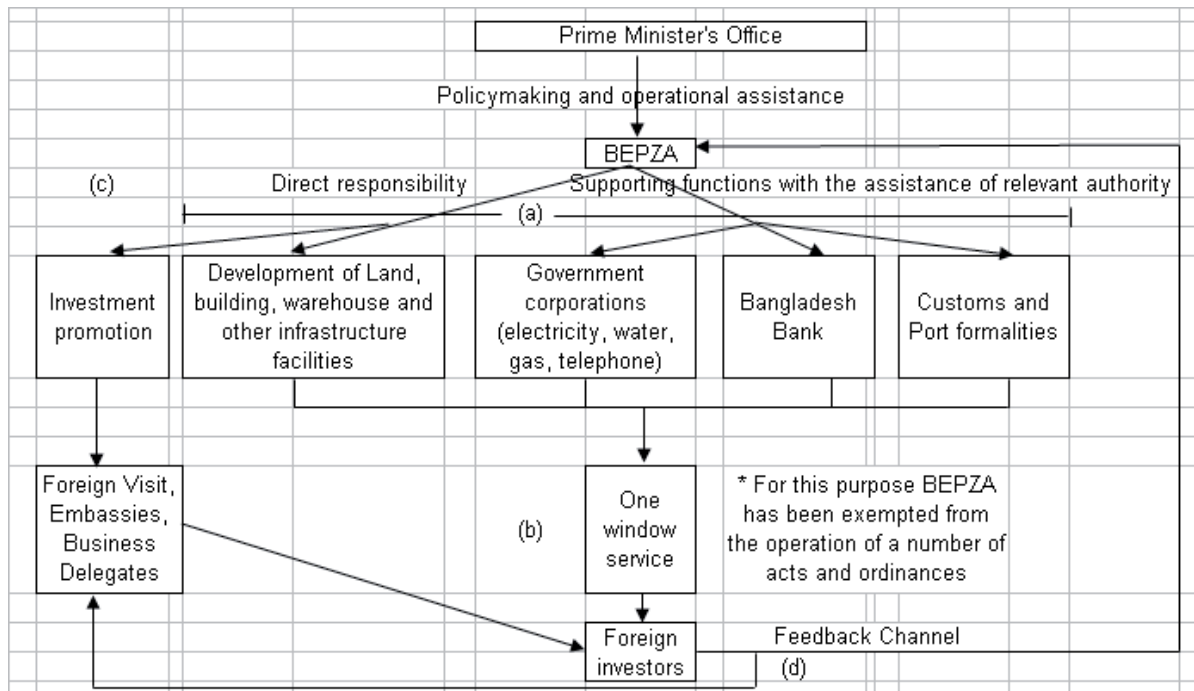 Prime Minister's Office
Policymaking and operational assistance
BEPZA
(c)
Direct responsibility
Supporting functions with the assistance of relevant authority
(a)
Investment
promotion
Development of Land,
building, warehouse and
other infrastructure
facilities
Government
corporations
(electricity, water,
gas, telephone)
Bangladesh
Bank
Customs and
Port formalities
Foreign Visit,
Embassies,
Business
Delegates
(b)
One
window
service
* For this purpose BEPZA
has been exempted from
the operation of a number of
acts and ordinances
Foreign
investors
Feedback Channel
(d)